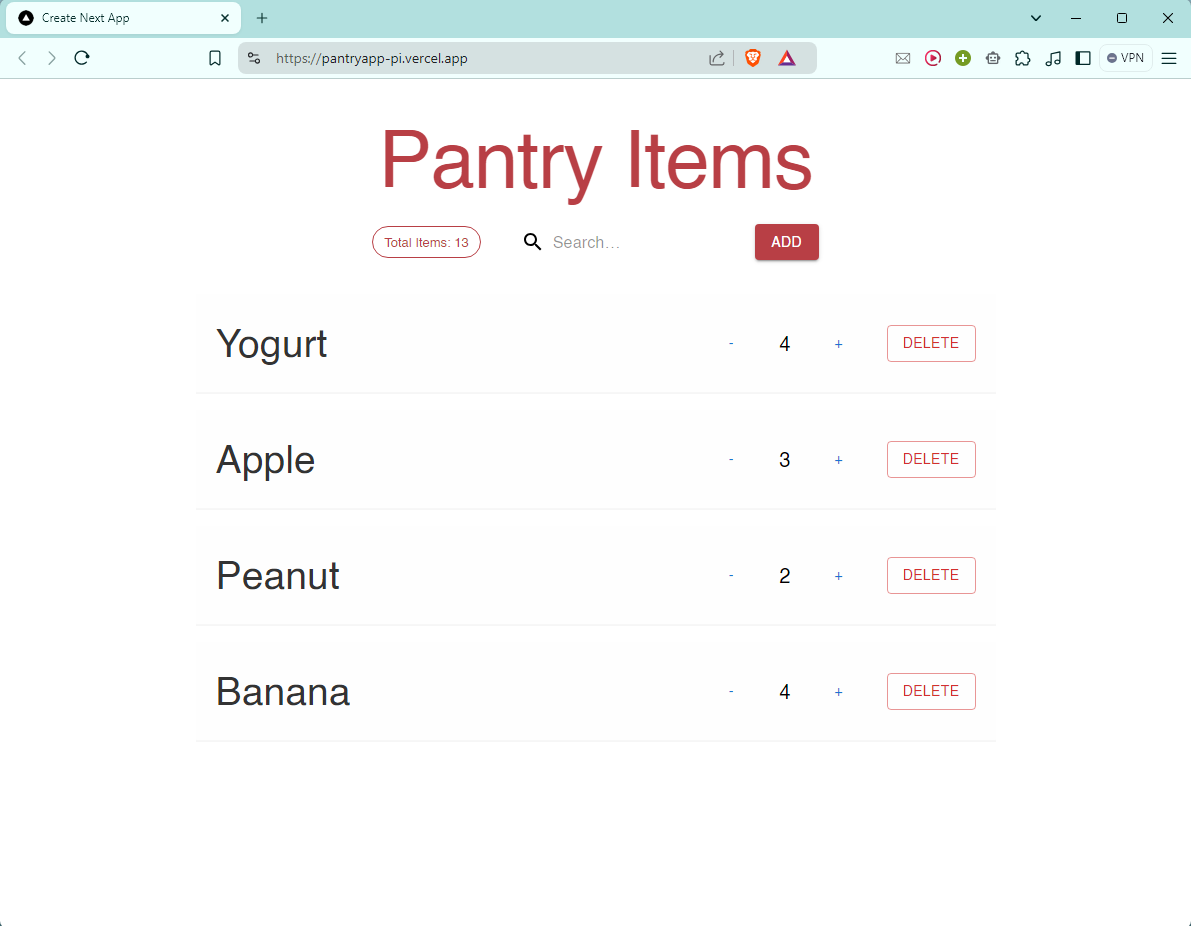 Create Next App
https://pantryapp-pi.vercel.app
VPN
Pantry Items
Total Items: 13
Search…
ADD
Yogurt - 4 + DELETE
Apple - 3 + DELETE
Peanut - 2 + DELETE
Banana - 4 + DELETE